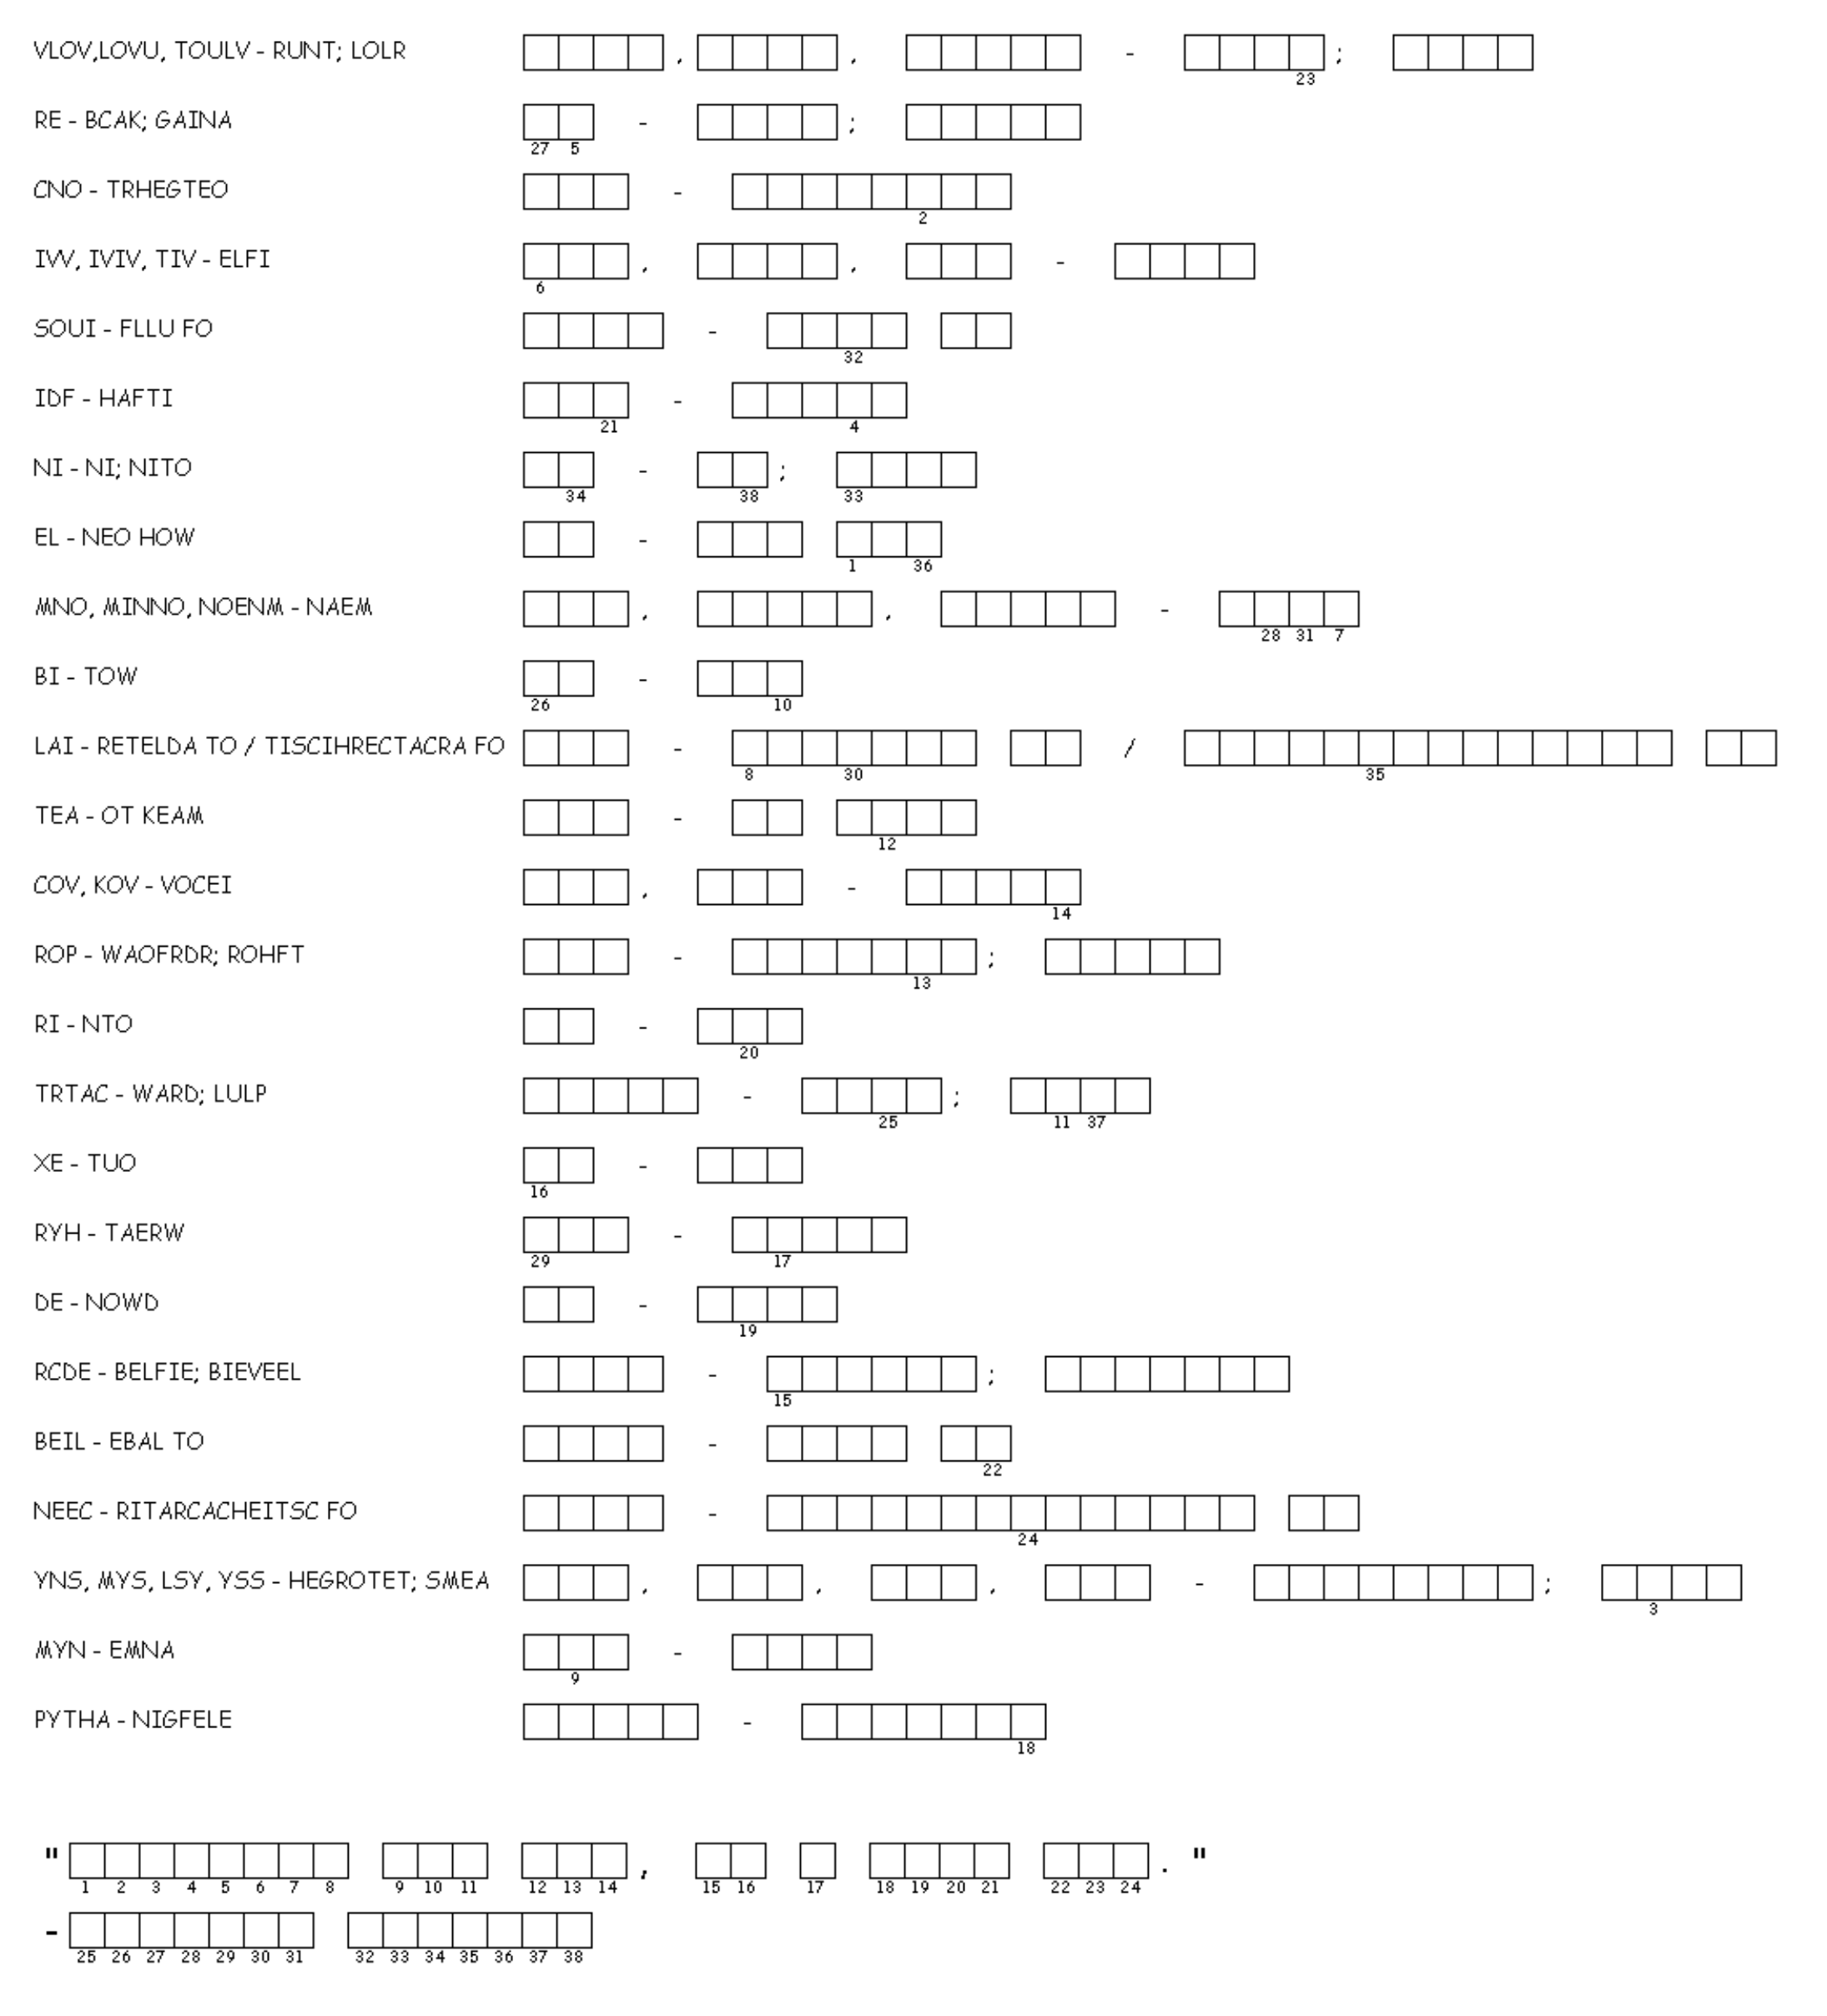 VLOV,LOVU, TOULV - RUNT; LOLR , , - ;
23
RE - BCAK; GAINA - ;
27 5
CNO - TRHEGTEO -
2
IVV, IVIV, TIV - ELFI , , -
6
SOUI - FLLU FO -
32
IDF - HAFTI -
21 4
NI - NI; NITO - ;
34 38 33
EL - NEO HOW -
1 36
MNO, MINNO, NOENM - NAEM , , -
28 31 7
BI - TOW -
26 10
LAI - RETELDA TO / TISCIHRECTACRA FO - /
8 30 35
TEA - OT KEAM -
12
COV, KOV - VOCEI , -
14
ROP - WAOFRDR; ROHFT - ;
13
RI - NTO -
20
TRTAC - WARD; LULP - ;
25 11 37
XE - TUO -
16
RYH - TAERW -
29 17
DE - NOWD -
19
RCDE - BELFIE; BIEVEEL - ;
15
BEIL - EBAL TO -
22
NEEC - RITARCACHEITSC FO -
24
YNS, MYS, LSY, YSS - HEGROTET; SMEA , , , - ;
3
MYN - EMNA -
9
PYTHA - NIGFELE -
18
" , . "
1 2 3 4 5 6 7 8 9 10 11 12 13 14 15 16 17 18 19 20 21 22 23 24
-
25 26 27 28 29 30 31 32 33 34 35 36 37 38